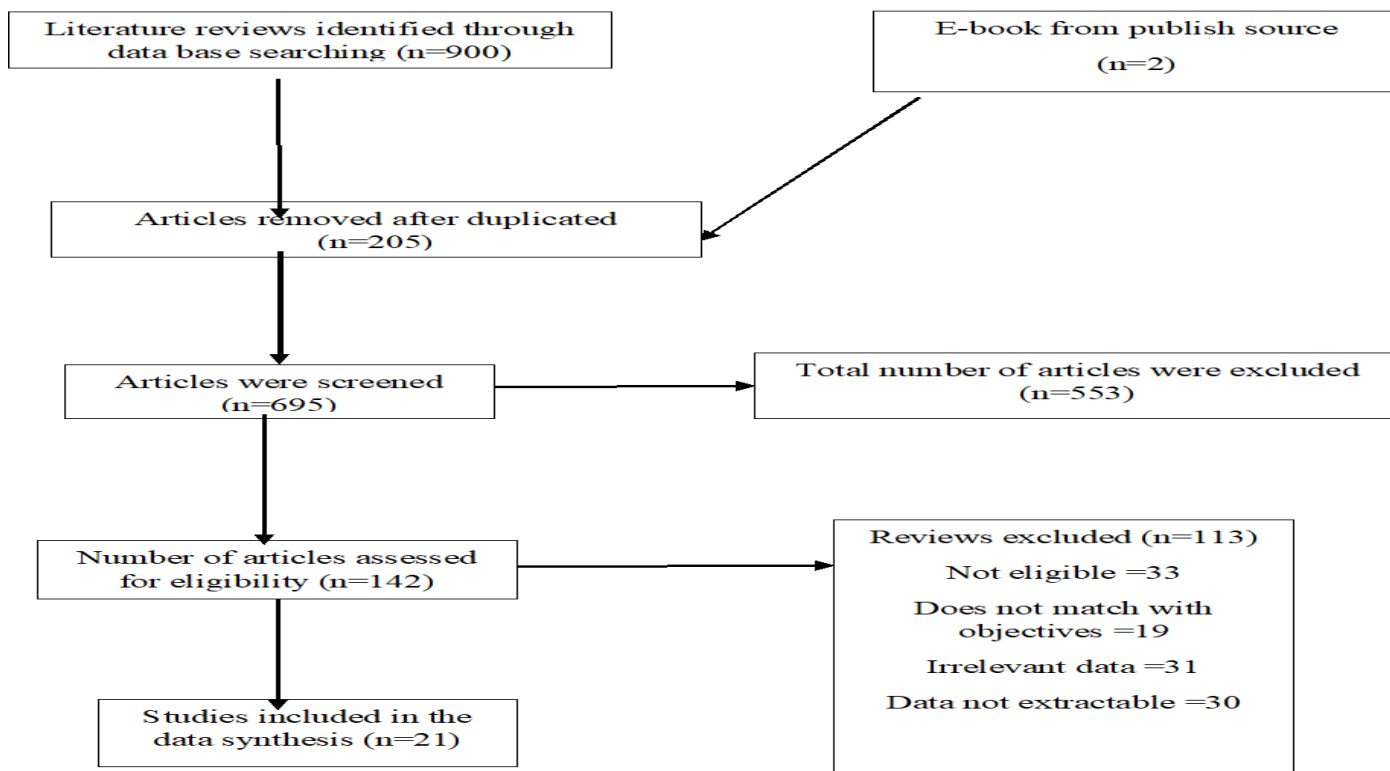 Literature reviews identified through
data base searching (n=900)
E-book from publish source
(n=2)
Articles removed after duplicated
(n=205)
Articles were screened
(n=695)
Total number of articles were excluded
(n=553)
Number of articles assessed
for eligibility (n=142)
Reviews excluded (n=113)
Not eligible =33
Does not match with
objectives =19
Irrelevant data =31
Data not extractable =30
Studies included in the
data synthesis (n=21)